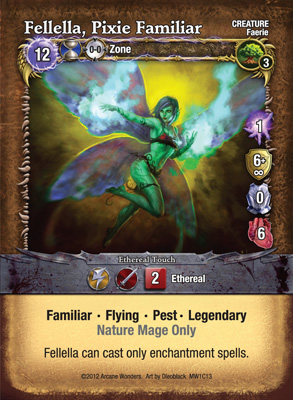 Fellella, Pixie Familiar
CREATURE
Faerie
12
0-0 Zone
3
1
6+
∞
0
6
Ethereal Touch
2 Ethereal
Familiar · Flying · Pest · Legendary
Nature Mage Only
Fellella can cast only enchantment spells.
©2012 Arcane Wonders. Art by Dleoblack. MW1C13